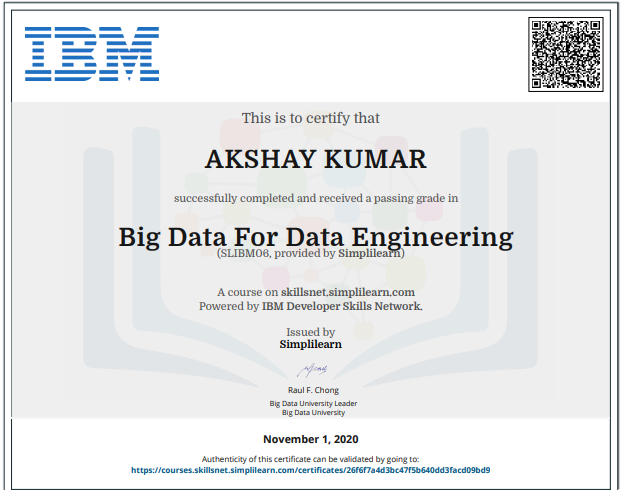 IBM
This is to certify that
AKSHAY KUMAR
successfully completed and received a passing grade in
Big Data For Data Engineering
(SLIBM06, provided by Simplilearn)
A course on skillsnet.simplilearn.com
Powered by IBM Developer Skills Network.
Issued by
Simplilearn
Raul F. Chong
Big Data University Leader
Big Data University
November 1, 2020
Authenticity of this certificate can be validated by going to:
https://courses.skillsnet.simplilearn.com/certificates/26f6f7a4d3bc47f5b640dd3facd09bd9